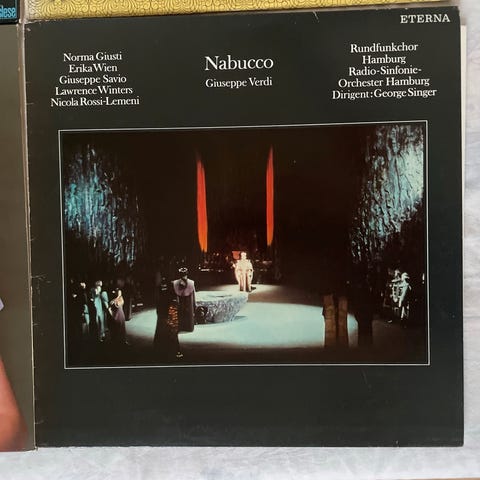 clese
ETERNA
Norma Giusti
Erika Wien
Giuseppe Savio
Lawrence Winters
Nicola Rossi-Lemeni
Nabucco
Giuseppe Verdi
Rundfunkchor
Hamburg
Radio-Sinfonie-
Orchester Hamburg
Dirigent: George Singer